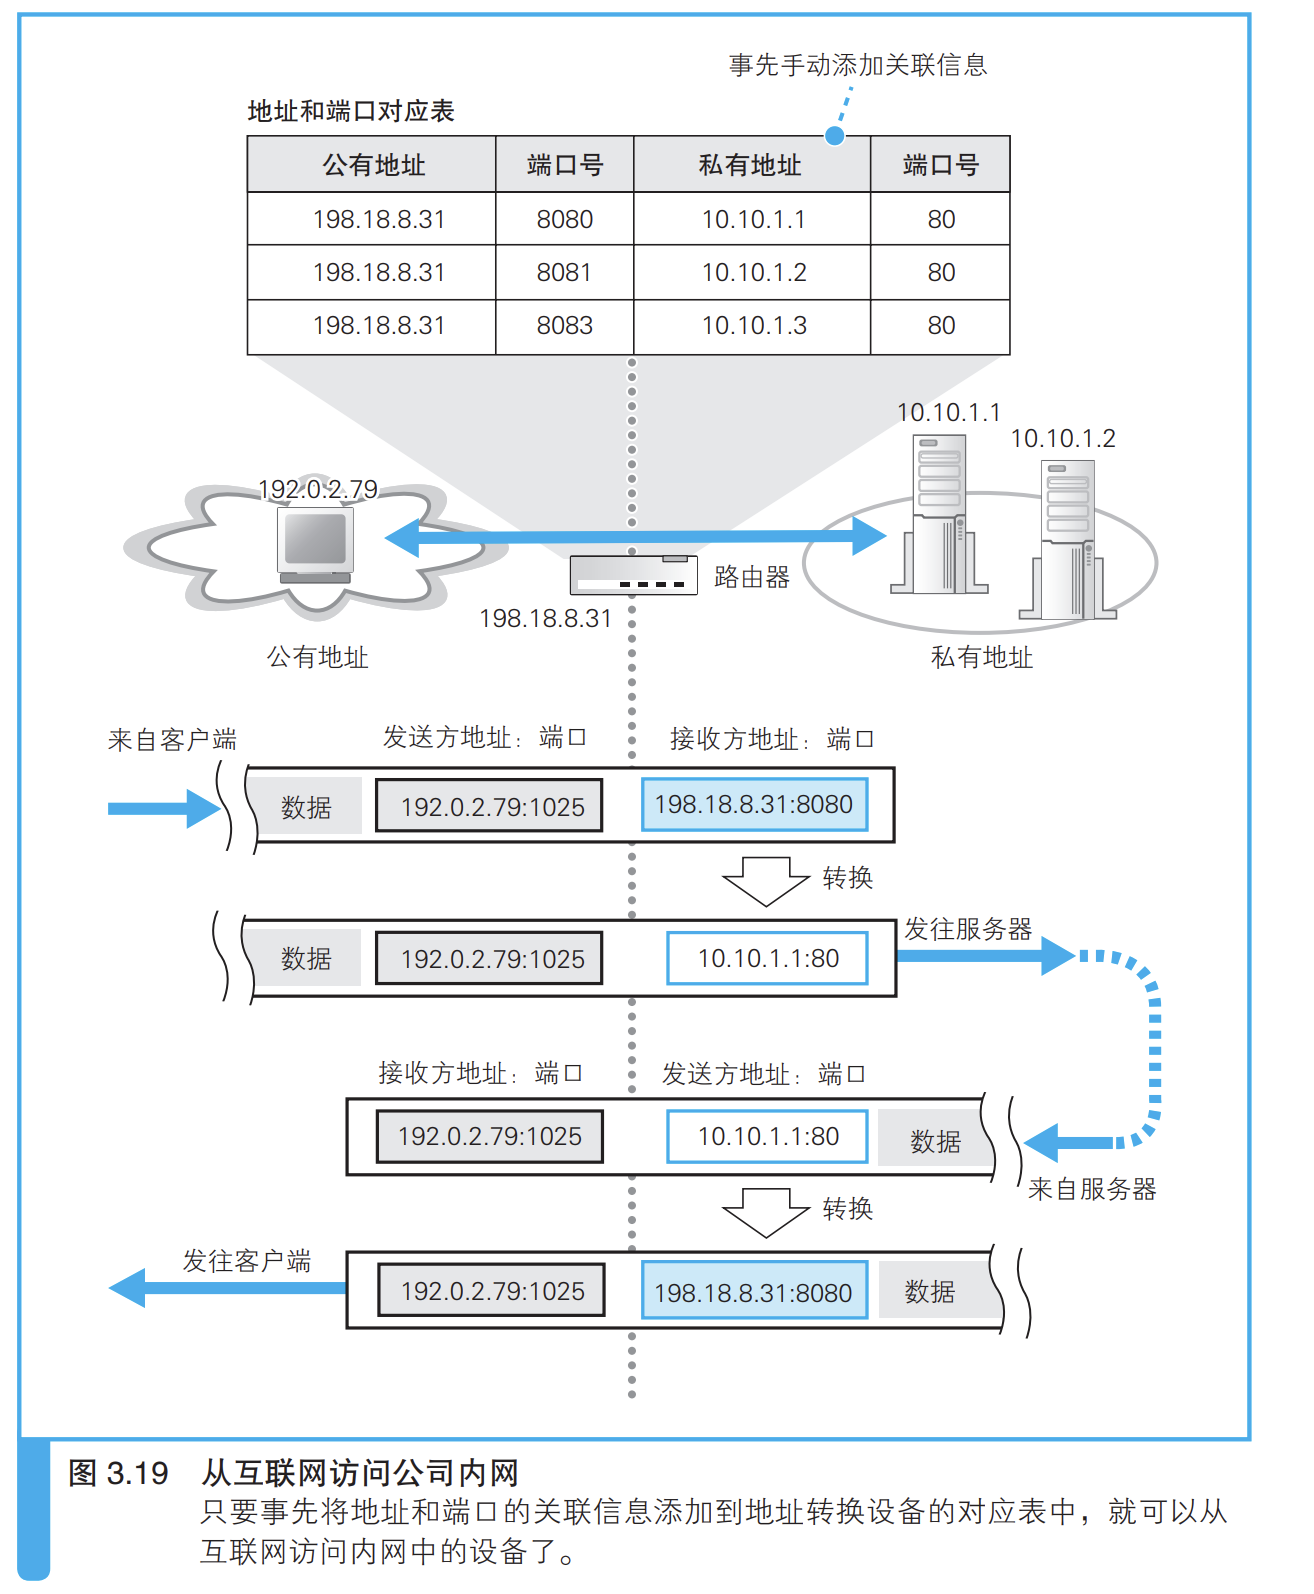 事先手动添加关联信息
地址和端口对应表
公有地址 端口号 私有地址 端口号
198.18.8.31 8080 10.10.1.1 80
198.18.8.31 8081 10.10.1.2 80
198.18.8.31 8083 10.10.1.3 80
10.10.1.1
10.10.1.2
192.0.2.79
路由器
198.18.8.31
公有地址
私有地址
来自客户端
发送方地址：端口
接收方地址：端口
数据 192.0.2.79:1025 198.18.8.31:8080
转换
发往服务器
数据 192.0.2.79:1025 10.10.1.1:80
接收方地址：端口
发送方地址：端口
192.0.2.79:1025 10.10.1.1:80 数据
来自服务器
转换
发往客户端
192.0.2.79:1025 198.18.8.31:8080 数据
图 3.19 从互联网访问公司内网
只要事先将地址和端口的关联信息添加到地址转换设备的对应表中，就可以从
互联网访问内网中的设备了。